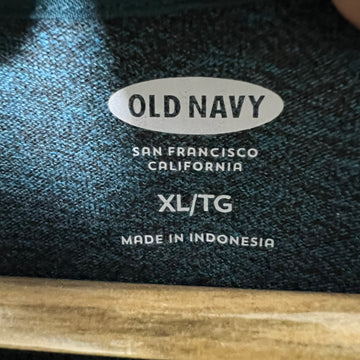 OLD NAVY
SAN FRANCISCO
CALIFORNIA
XL/TG
MADE IN INDONESIA